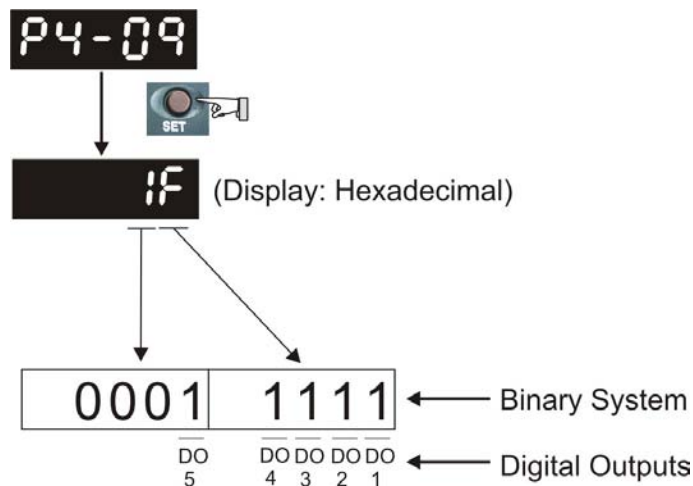 P4-09
SET
1F (Display: Hexadecimal)
0001 1111 Binary System
DO DO DO DO DO Digital Outputs
5 4 3 2 1